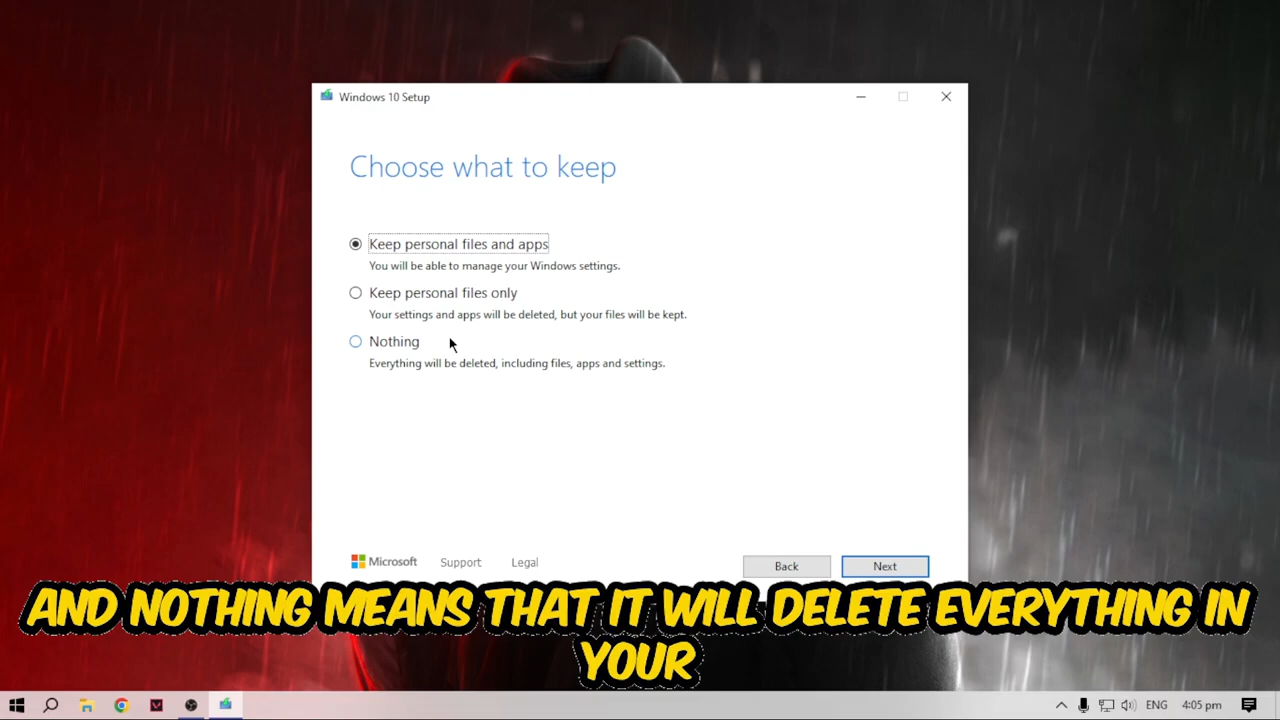 Windows 10 Setup
Choose what to keep
Keep personal files and apps
You will be able to manage your Windows settings.
Keep personal files only
Your settings and apps will be deleted, but your files will be kept.
Nothing
Everything will be deleted, including files, apps and settings.
Microsoft Support Legal Back Next
AND NOTHING MEANS THAT IT WILL DELETE EVERYTHING IN
YOUR
ENG 4:05 pm